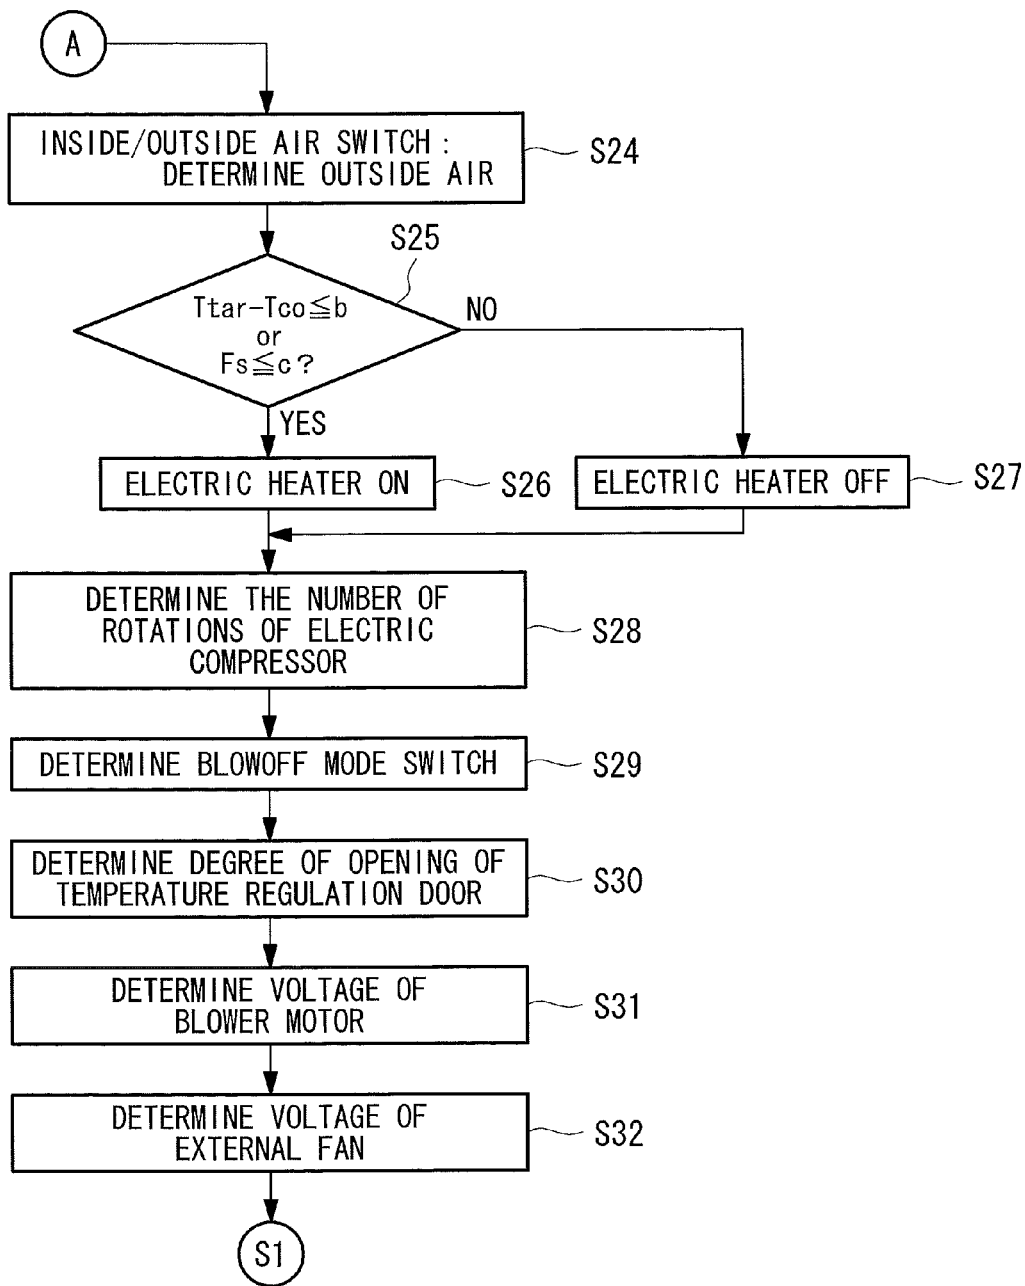 A
INSIDE/OUTSIDE AIR SWITCH:
DETERMINE OUTSIDE AIR
S24
S25
Ttar-Tco≦b
or
Fs≦c?
NO
YES
ELECTRIC HEATER ON
S26
ELECTRIC HEATER OFF
S27
DETERMINE THE NUMBER OF
ROTATIONS OF ELECTRIC
COMPRESSOR
S28
DETERMINE BLOWOFF MODE SWITCH
S29
DETERMINE DEGREE OF OPENING OF
TEMPERATURE REGULATION DOOR
S30
DETERMINE VOLTAGE OF
BLOWER MOTOR
S31
DETERMINE VOLTAGE OF
EXTERNAL FAN
S32
S1